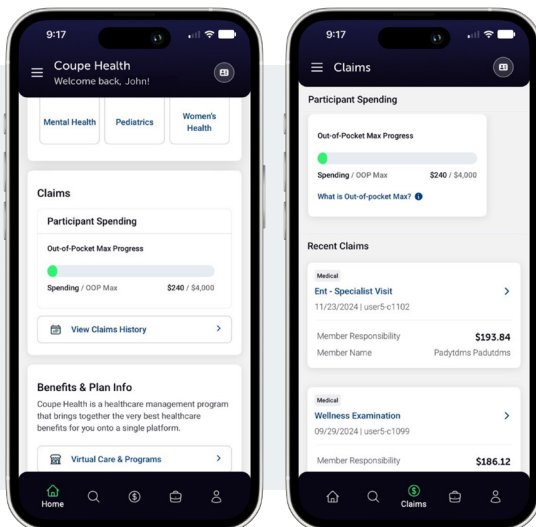 9:17
Coupe Health
Welcome back, John!
Mental Health
Pediatrics
Women's
Health
Claims
Participant Spending
Out-of-Pocket Max Progress
Spending / OOP Max $240 / $4,000
View Claims History
Benefits & Plan Info
Coupe Health is a healthcare management program
that brings together the very best healthcare
benefits for you onto a single platform.
Virtual Care & Programs
Home
9:17
Claims
Participant Spending
Out-of-Pocket Max Progress
Spending / OOP Max $240 / $4,000
What is Out-of-pocket Max?
Recent Claims
Medical
Ent - Specialist Visit
11/23/2024 | user5-c1102
Member Responsibility $193.84
Member Name Padytdms Padutdms
Medical
Wellness Examination
09/29/2024 | user5-c1099
Member Responsibility $186.12
Claims